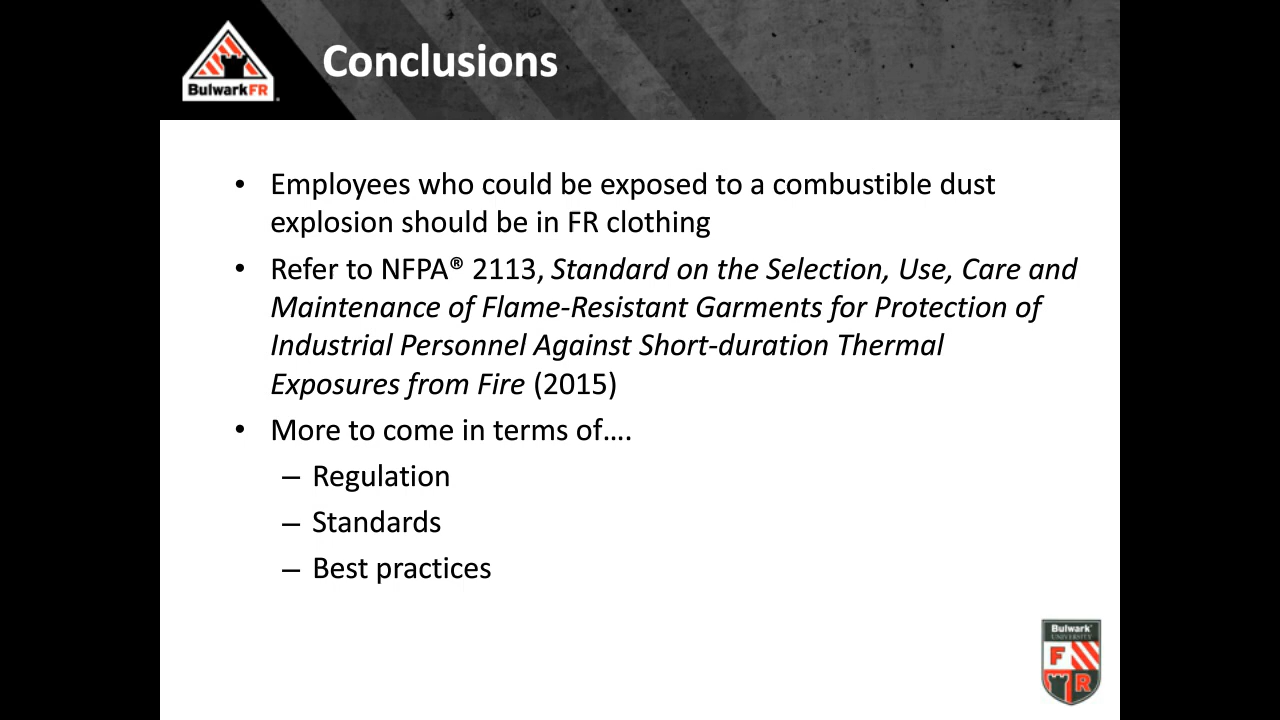 BulwarkFR
Conclusions
• Employees who could be exposed to a combustible dust
explosion should be in FR clothing
• Refer to NFPA® 2113, Standard on the Selection, Use, Care and
Maintenance of Flame-Resistant Garments for Protection of
Industrial Personnel Against Short-duration Thermal
Exposures from Fire (2015)
• More to come in terms of….
– Regulation
– Standards
– Best practices
Bulwark
UNIVERSITY
F
R